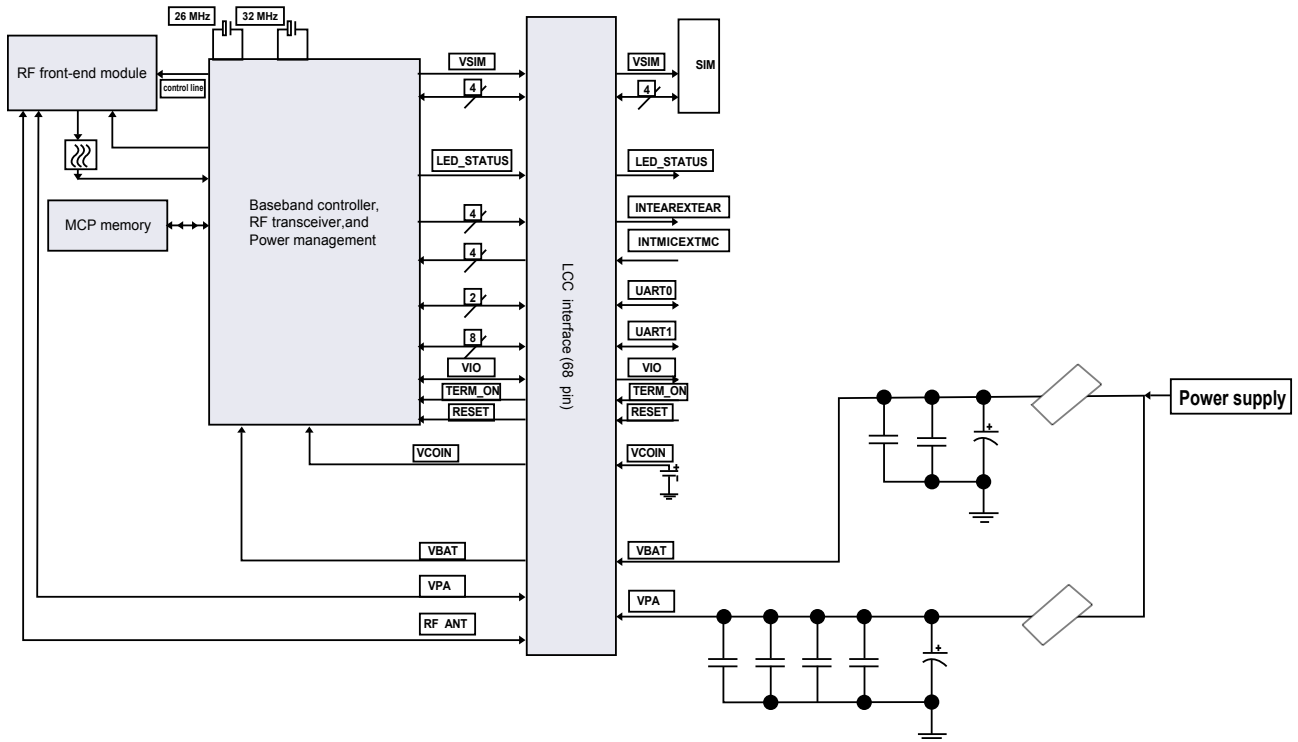 26 MHz
32 MHz
RF front-end module
control line
VSIM
VSIM
SIM
4
4
LED_STATUS
LED_STATUS
MCP memory
Baseband controller,
RF transceiver,and
Power management
4
INTEAREXTEAR
4
INTMICEXTMC
2
UART0
8
UART1
LCC interface (68 pin)
VIO
VIO
TERM_ON
TERM_ON
RESET
RESET
Power supply
+
VCOIN
VCOIN
+
VBAT
VBAT
VPA
VPA
RF ANT
+